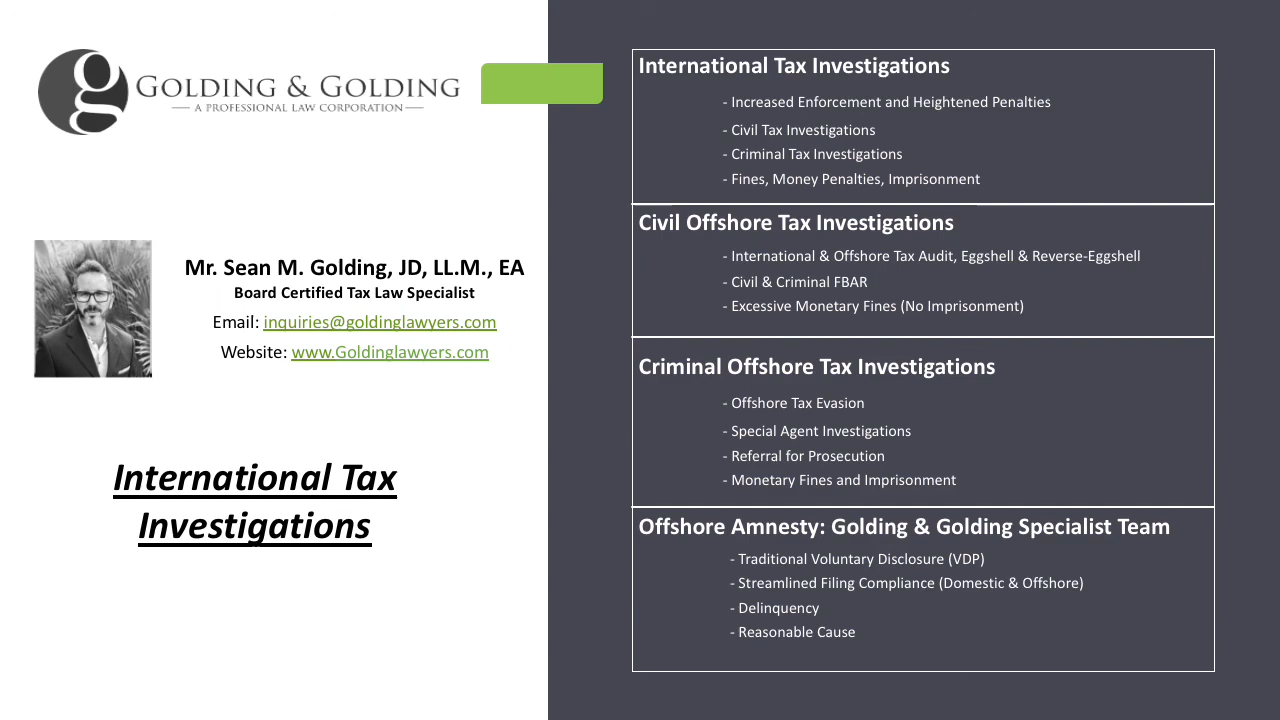 g
GOLDING & GOLDING
A PROFESSIONAL LAW CORPORATION
Mr. Sean M. Golding, JD, LL.M., EA
Board Certified Tax Law Specialist
Email: inquiries@goldinglawyers.com
Website: www.Goldinglawyers.com
International Tax
Investigations
International Tax Investigations
- Increased Enforcement and Heightened Penalties
- Civil Tax Investigations
- Criminal Tax Investigations
- Fines, Money Penalties, Imprisonment
Civil Offshore Tax Investigations
- International & Offshore Tax Audit, Eggshell & Reverse-Eggshell
- Civil & Criminal FBAR
- Excessive Monetary Fines (No Imprisonment)
Criminal Offshore Tax Investigations
- Offshore Tax Evasion
- Special Agent Investigations
- Referral for Prosecution
- Monetary Fines and Imprisonment
Offshore Amnesty: Golding & Golding Specialist Team
- Traditional Voluntary Disclosure (VDP)
- Streamlined Filing Compliance (Domestic & Offshore)
- Delinquency
- Reasonable Cause